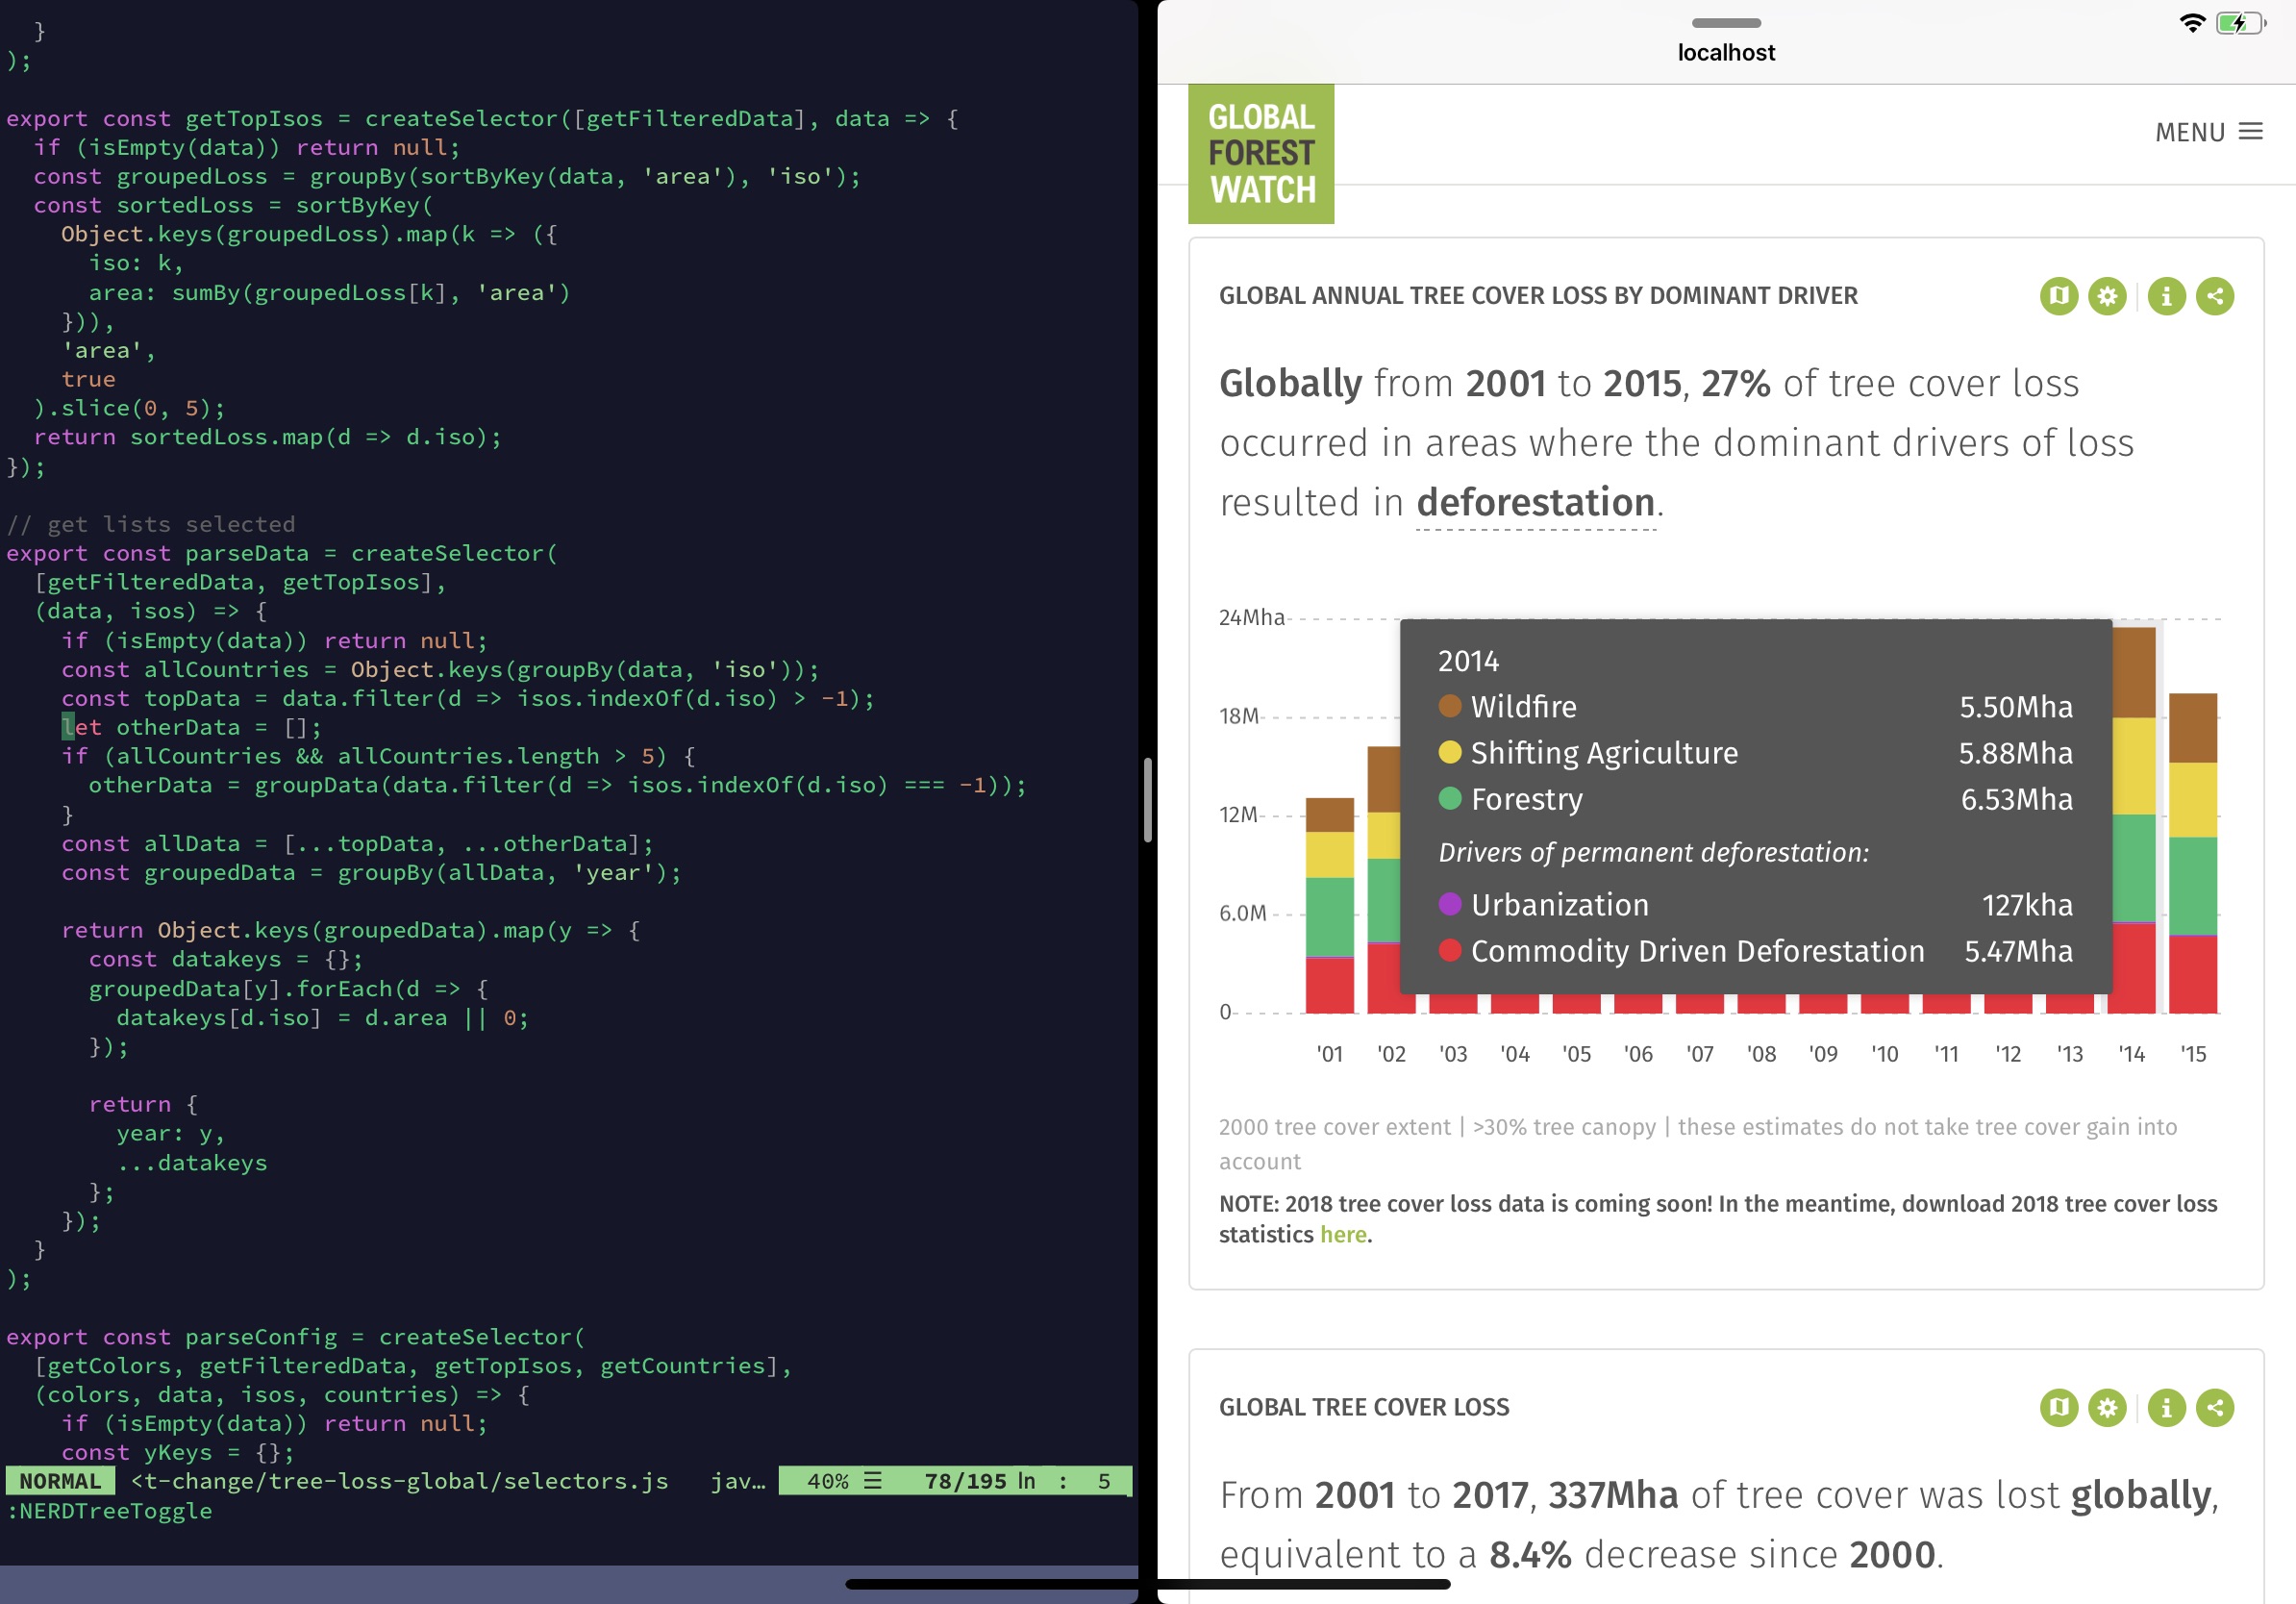 }
);

export const getTopIsos = createSelector([getFilteredData], data => {
  if (isEmpty(data)) return null;
  const groupedLoss = groupBy(sortByKey(data, 'area'), 'iso');
  const sortedLoss = sortByKey(
    Object.keys(groupedLoss).map(k => ({
      iso: k,
      area: sumBy(groupedLoss[k], 'area')
    })),
    'area',
    true
  ).slice(0, 5);
  return sortedLoss.map(d => d.iso);
});

// get lists selected
export const parseData = createSelector(
  [getFilteredData, getTopIsos],
  (data, isos) => {
    if (isEmpty(data)) return null;
    const allCountries = Object.keys(groupBy(data, 'iso'));
    const topData = data.filter(d => isos.indexOf(d.iso) > -1);
    let otherData = [];
    if (allCountries && allCountries.length > 5) {
      otherData = groupData(data.filter(d => isos.indexOf(d.iso) === -1));
    }
    const allData = [...topData, ...otherData];
    const groupedData = groupBy(allData, 'year');

    return Object.keys(groupedData).map(y => {
      const datakeys = {};
      groupedData[y].forEach(d => {
        datakeys[d.iso] = d.area || 0;
      });

      return {
        year: y,
        ...datakeys
      };
    });
  }
);

export const parseConfig = createSelector(
  [getColors, getFilteredData, getTopIsos, getCountries],
  (colors, data, isos, countries) => {
    if (isEmpty(data)) return null;
    const yKeys = {};
NORMAL <t-change/tree-loss-global/selectors.js jav… 40% ☰ 78/195 ln : 5
:NERDTreeToggle
localhost
GLOBAL
FOREST
WATCH
MENU
GLOBAL ANNUAL TREE COVER LOSS BY DOMINANT DRIVER
Globally from 2001 to 2015, 27% of tree cover loss
occurred in areas where the dominant drivers of loss
resulted in deforestation.
24Mha
18M
12M
6.0M
0
2014
Wildfire 5.50Mha
Shifting Agriculture 5.88Mha
Forestry 6.53Mha
Drivers of permanent deforestation:
Urbanization 127kha
Commodity Driven Deforestation 5.47Mha
'01 '02 '03 '04 '05 '06 '07 '08 '09 '10 '11 '12 '13 '14 '15
2000 tree cover extent | >30% tree canopy | these estimates do not take tree cover gain into
account
NOTE: 2018 tree cover loss data is coming soon! In the meantime, download 2018 tree cover loss
statistics here.
GLOBAL TREE COVER LOSS
From 2001 to 2017, 337Mha of tree cover was lost globally,
equivalent to a 8.4% decrease since 2000.